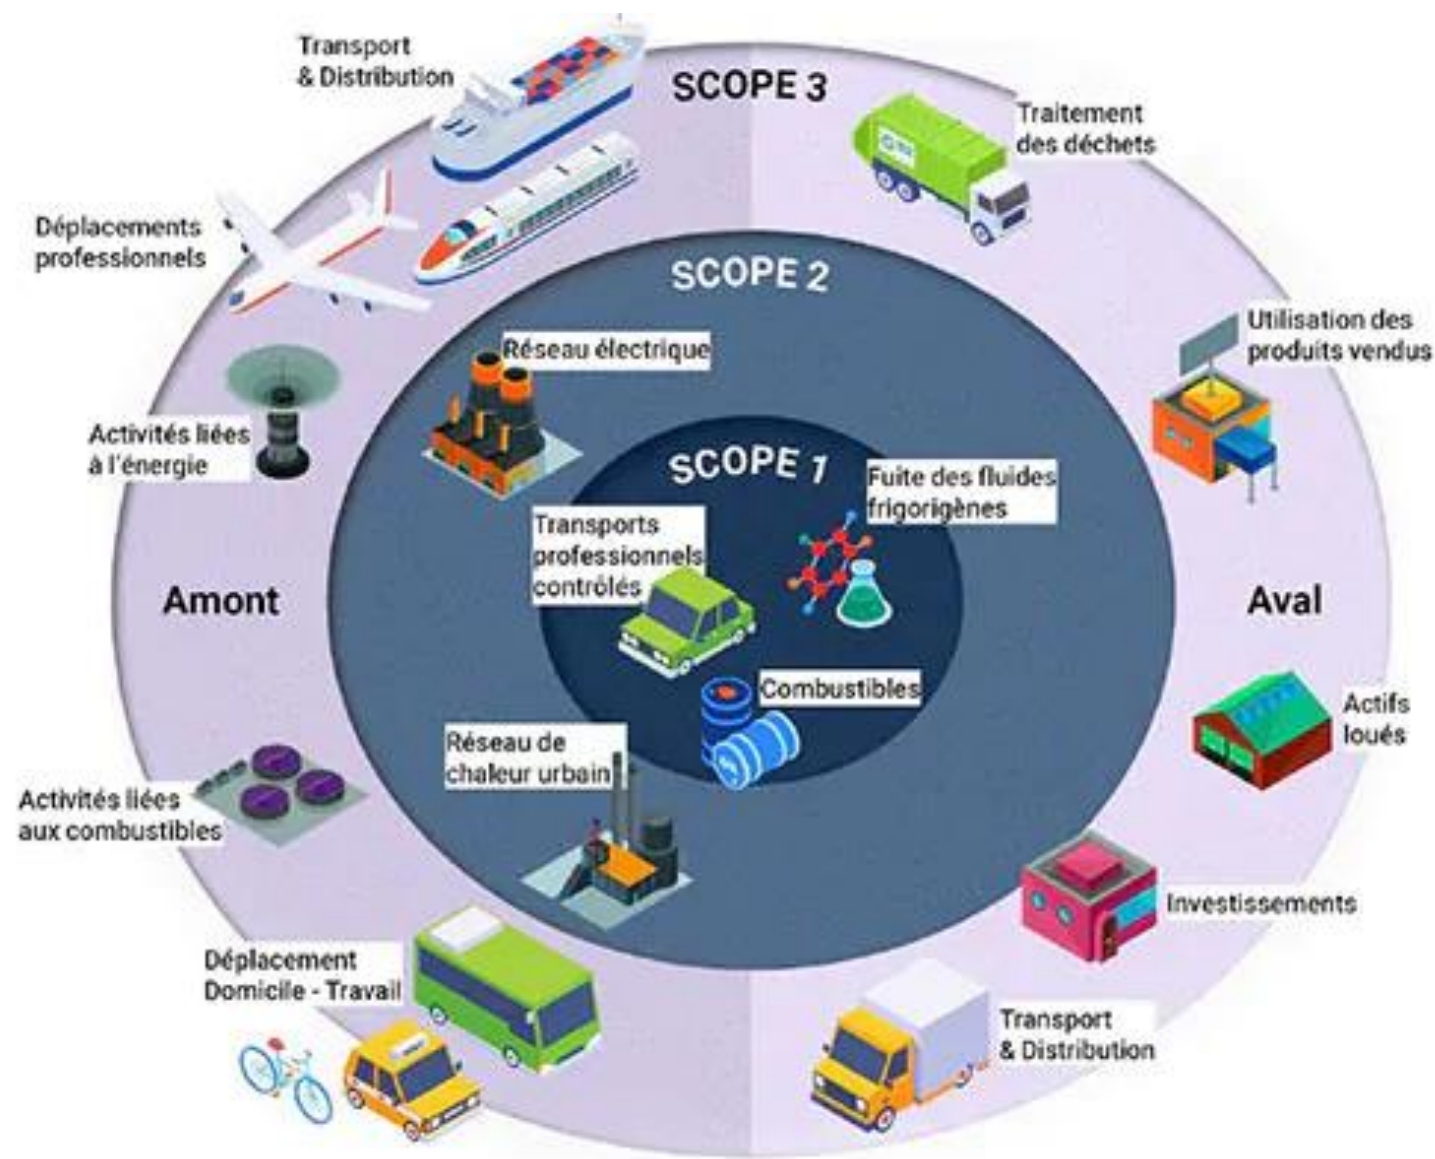 Transport
& Distribution
SCOPE 3
Traitement
des déchets
Déplacements
professionnels
SCOPE 2
Utilisation des
produits vendus
Réseau électrique
Activités liées
à l'énergie
SCOPE 1
Fuite des fluides
frigorigènes
Transports
professionnels
contrôlés
Amont
Aval
Combustibles
Actifs
loués
Réseau de
chaleur urbain
Activités liées
aux combustibles
Investissements
Déplacement
Domicile - Travail
Transport
& Distribution